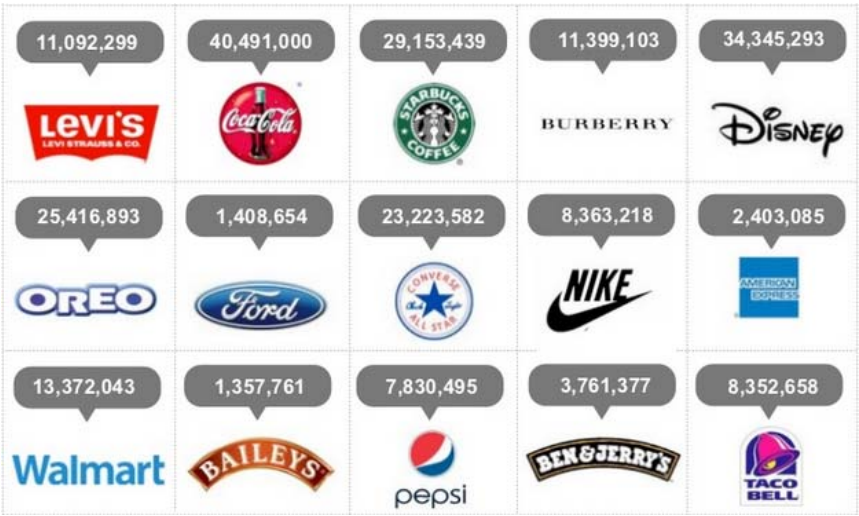 11,092,299
40,491,000
29,153,439
11,399,103
34,345,293
LEVI'S
LEVI STRAUSS & CO.
Coca-Cola
STARBUCKS
COFFEE
BURBERRY
Disney
25,416,893
1,408,654
23,223,582
8,363,218
2,403,085
OREO
Ford
CONVERSE
ALL STAR
NIKE
AMERICAN
EXPRESS
13,372,043
1,357,761
7,830,495
3,761,377
8,352,658
Walmart
BAILEYS
pepsi
BEN & JERRY'S
TACO
BELL